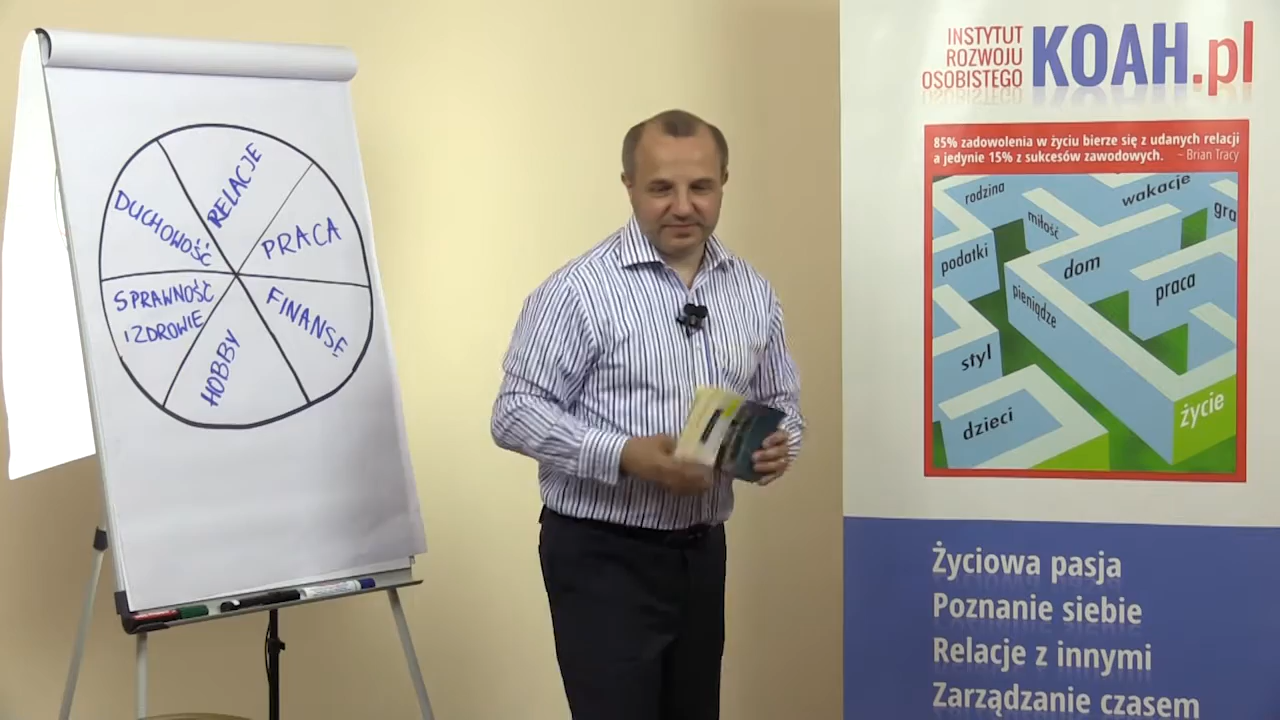 RELACJE
PRACA
FINANSE
HOBBY
SPRAWNOŚĆ
I ZDROWIE
DUCHOWOŚĆ
INSTYTUT
ROZWOJU
OSOBISTEGO
KOAH.pl
85% zadowolenia w życiu bierze się z udanych relacji
a jedynie 15% z sukcesów zawodowych. – Brian Tracy
rodzina
wakacje
miłość
gra
podatki
dom
praca
pieniądze
styl
dzieci
życie
Życiowa pasja
Poznanie siebie
Relacje z innymi
Zarządzanie czasem